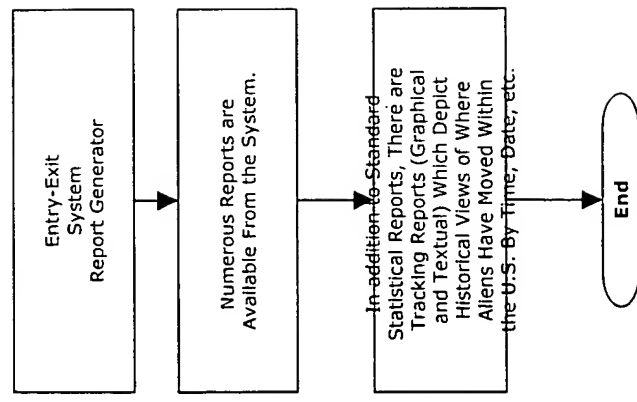 Entry-Exit
System
Report Generator
Numerous Reports are
Available From the System.
In addition to Standard
Statistical Reports, There are
Tracking Reports (Graphical
and Textual) Which Depict
Historical Views of Where
Aliens Have Moved Within
the U.S. By Time, Date, etc.
End